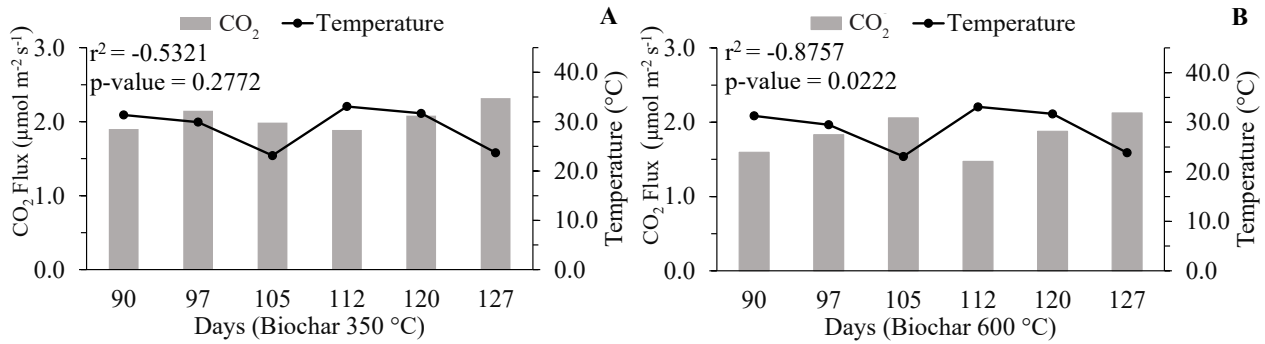 CO2 Temperature A
r² = -0.5321
p-value = 0.2772
CO2 Flux (µmol m-2 s-1)
3.0
2.0
1.0
0.0
Temperature (°C)
40.0
30.0
20.0
10.0
0.0
90 97 105 112 120 127
Days (Biochar 350 °C)
CO2 Temperature B
r² = -0.8757
p-value = 0.0222
CO2 Flux (µmol m-2 s-1)
3.0
2.0
1.0
0.0
Temperature (°C)
40.0
30.0
20.0
10.0
0.0
90 97 105 112 120 127
Days (Biochar 600 °C)